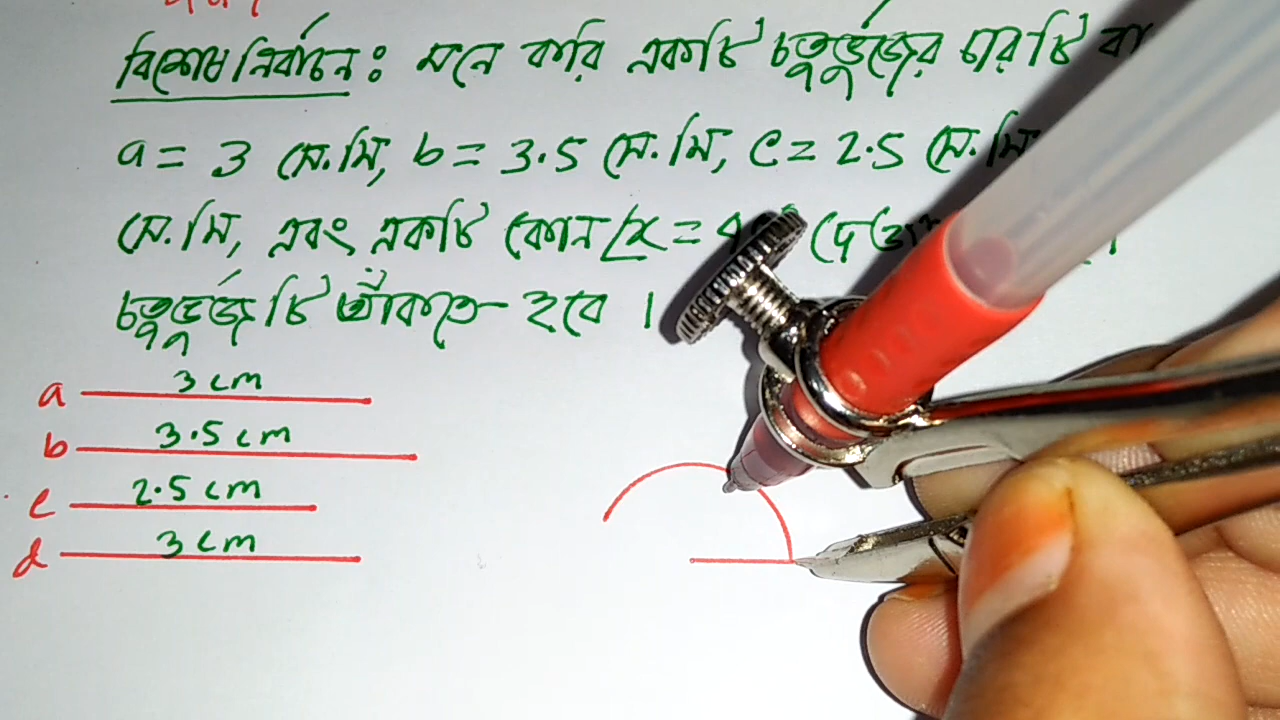 বিশেষ নির্বাচন : মনে করি একটি চতুর্ভুজের চারটি
a = 3 সে.মি, b = 3.5 সে.মি, c = 2.5 সে.মি
সে.মি, এবং একটি কোন ∠x =
চতুর্ভুজটি আঁকতে হবে ।
a 3 cm
b 3.5 cm
c 2.5 cm
d 3 cm